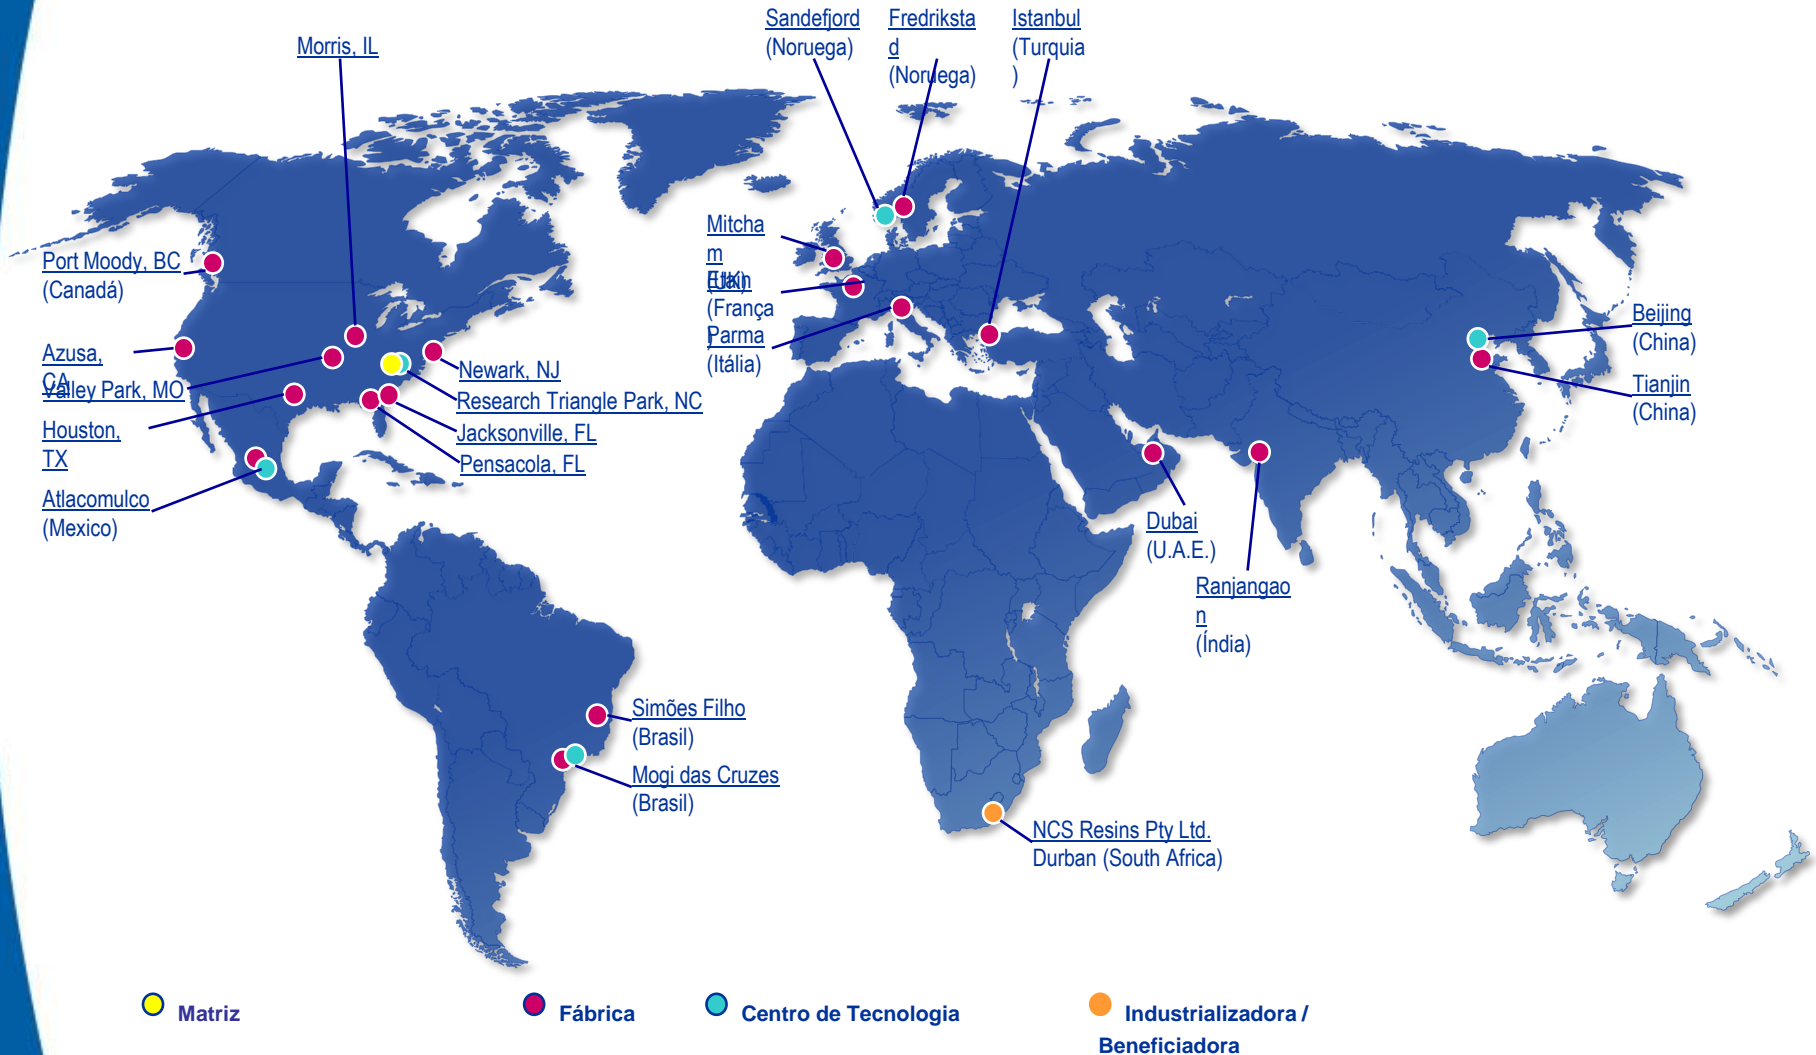 Sandefjord
(Noruega)
Fredriksta
d
(Noruega)
Istanbul
(Turquia
)
Morris, IL
Port Moody, BC
(Canadá)
Azusa,
CA
Valley Park, MO
Houston,
TX
Atlacomulco
(Mexico)
Newark, NJ
Research Triangle Park, NC
Jacksonville, FL
Pensacola, FL
Mitcha
m
(UK)
Etain
(França
)
Parma
(Itália)
Beijing
(China)
Tianjin
(China)
Dubai
(U.A.E.)
Ranjangao
n
(Índia)
Simões Filho
(Brasil)
Mogi das Cruzes
(Brasil)
NCS Resins Pty Ltd.
Durban (South Africa)
Matriz
Fábrica
Centro de Tecnologia
Industrializadora /
Beneficiadora